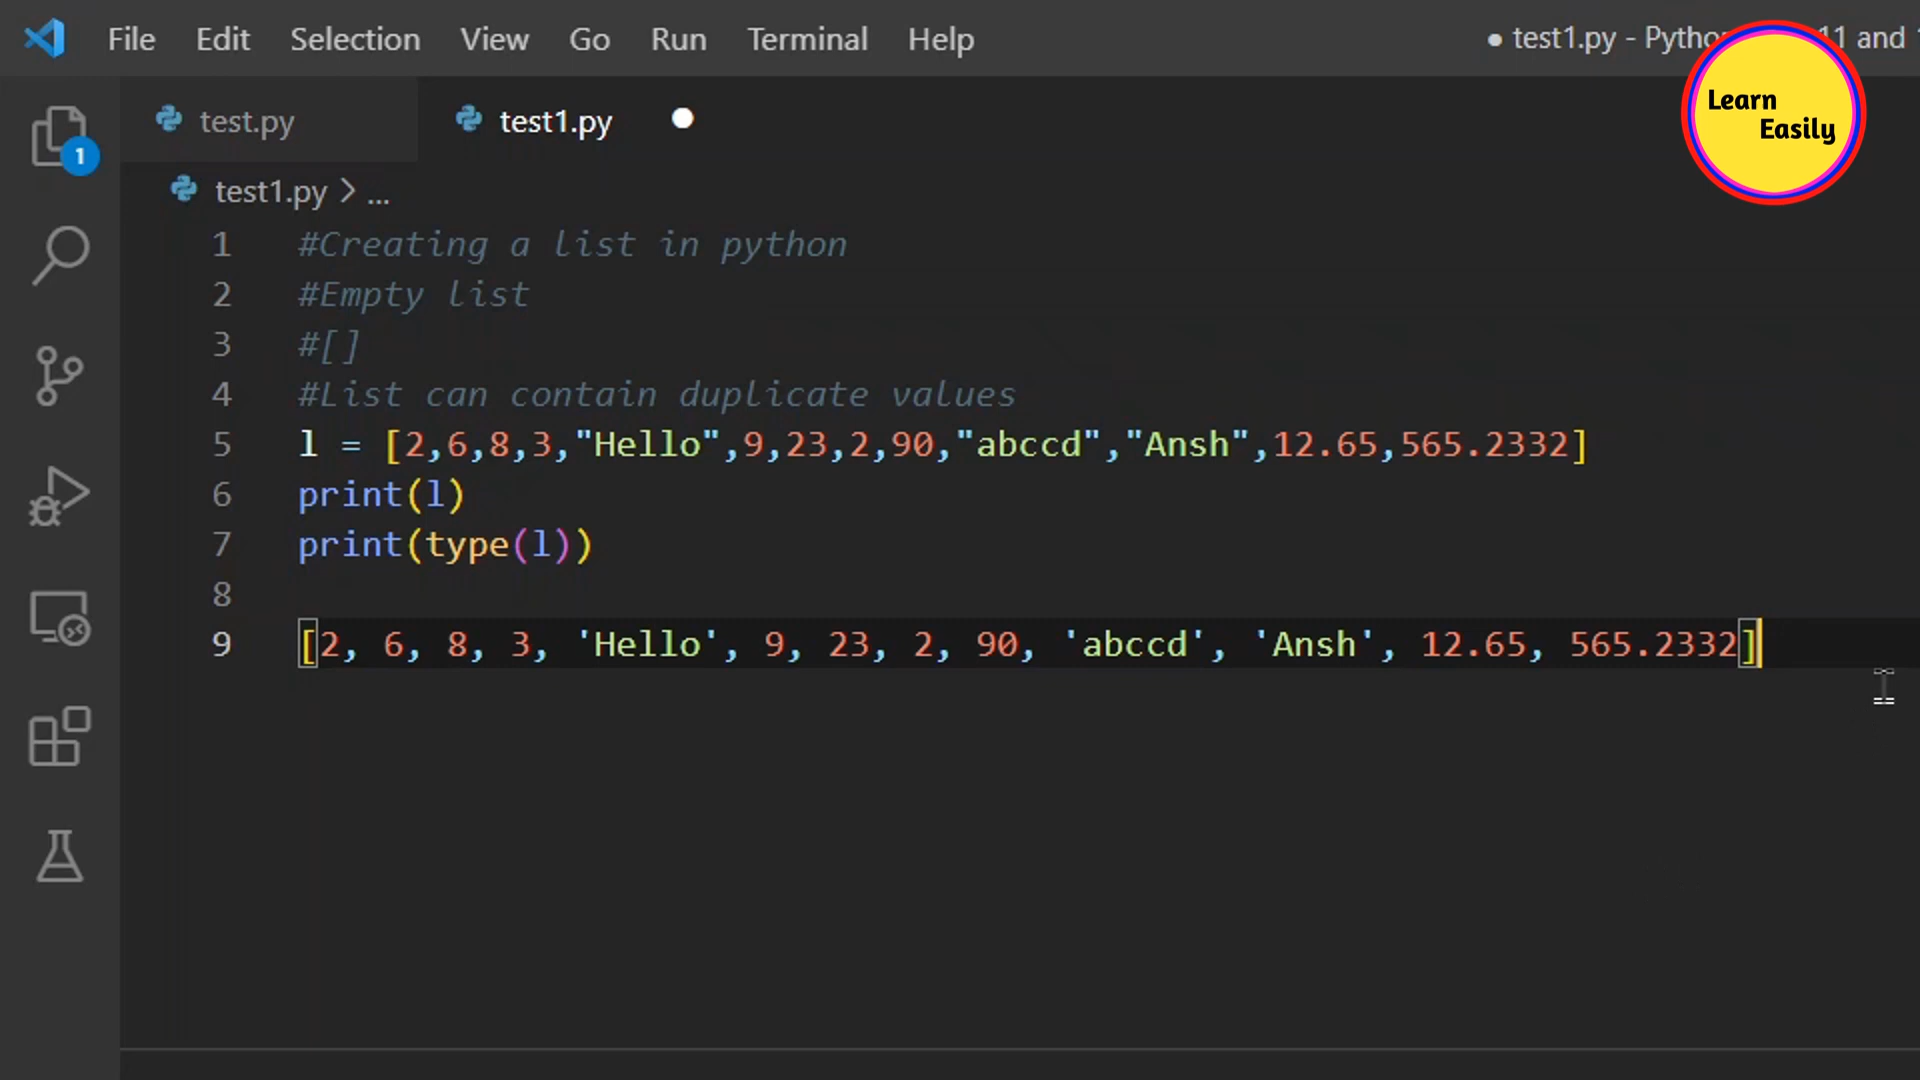 File Edit Selection View Go Run Terminal Help
● test1.py - Pytho 11 and
Learn
Easily
test.py test1.py
1
test1.py > ...
1 #Creating a list in python
2 #Empty list
3 #[]
4 #List can contain duplicate values
5 l = [2,6,8,3,"Hello",9,23,2,90,"abccd","Ansh",12.65,565.2332]
6 print(l)
7 print(type(l))
8
9 [2, 6, 8, 3, 'Hello', 9, 23, 2, 90, 'abccd', 'Ansh', 12.65, 565.2332]